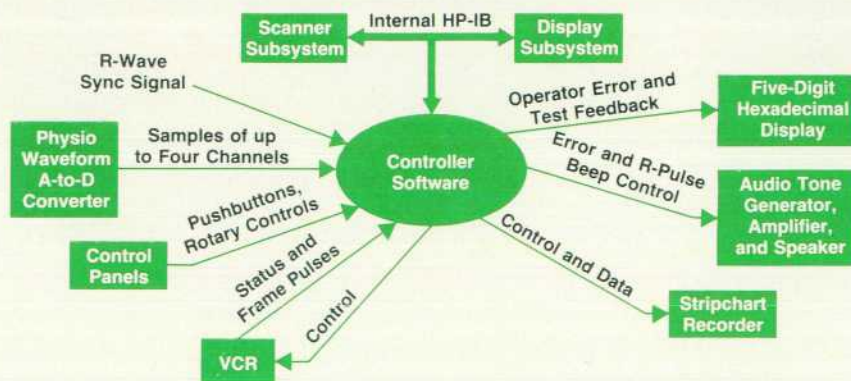 Internal HP-IB
Scanner
Subsystem
Display
Subsystem
R-Wave
Sync Signal
Operator Error and
Test Feedback
Five-Digit
Hexadecimal
Display
Physio
Waveform
A-to-D
Converter
Samples of up
to Four Channels
Controller
Software
Error and R-Pulse
Beep Control
Audio Tone
Generator,
Amplifier,
and Speaker
Pushbuttons,
Rotary Controls
Control
Panels
Status and
Frame Pulses
Control
VCR
Control and Data
Stripchart
Recorder